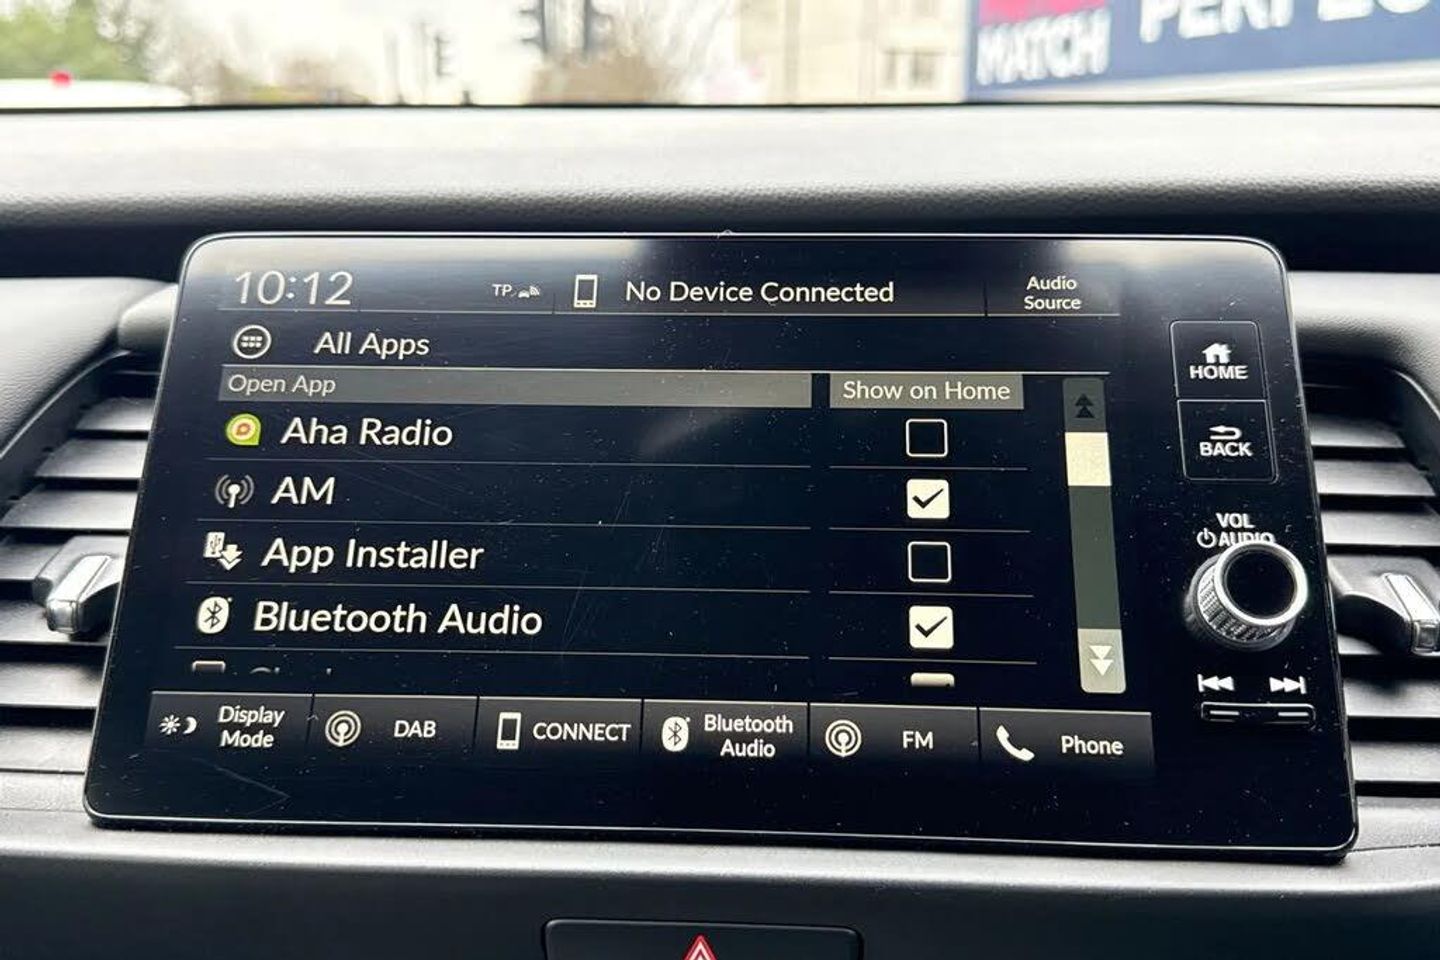 MATCH
10:12
TP
No Device Connected
Audio
Source
All Apps
Open App
Show on Home
Aha Radio
AM
App Installer
Bluetooth Audio
HOME
BACK
VOL
AUDIO
Display
Mode
DAB
CONNECT
Bluetooth
Audio
FM
Phone